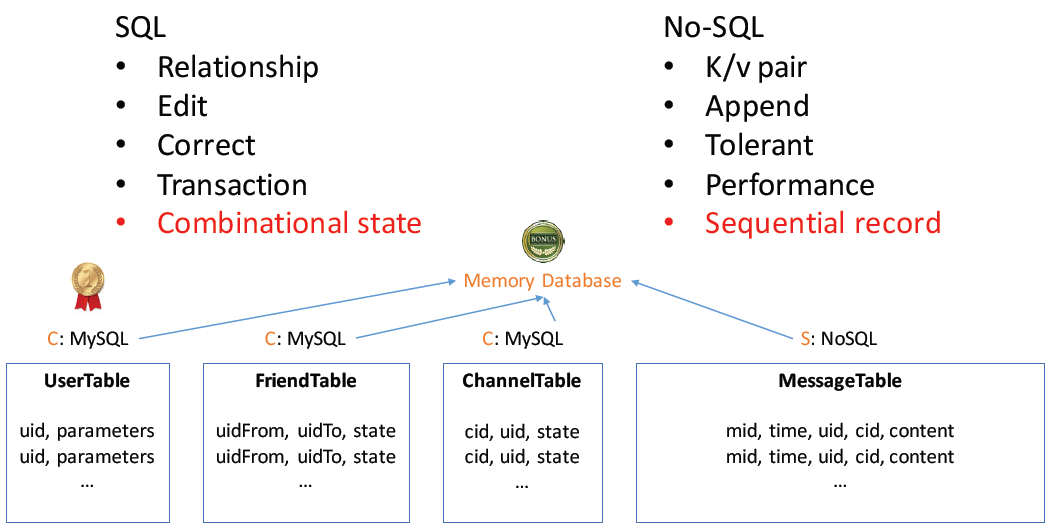 SQL
• Relationship
• Edit
• Correct
• Transaction
• Combinational state
No-SQL
• K/v pair
• Append
• Tolerant
• Performance
• Sequential record
BONUS
Memory Database
C: MySQL
C: MySQL
C: MySQL
S: NoSQL
UserTable
uid, parameters
uid, parameters
...
FriendTable
uidFrom, uidTo, state
uidFrom, uidTo, state
...
ChannelTable
cid, uid, state
cid, uid, state
...
MessageTable
mid, time, uid, cid, content
mid, time, uid, cid, content
...